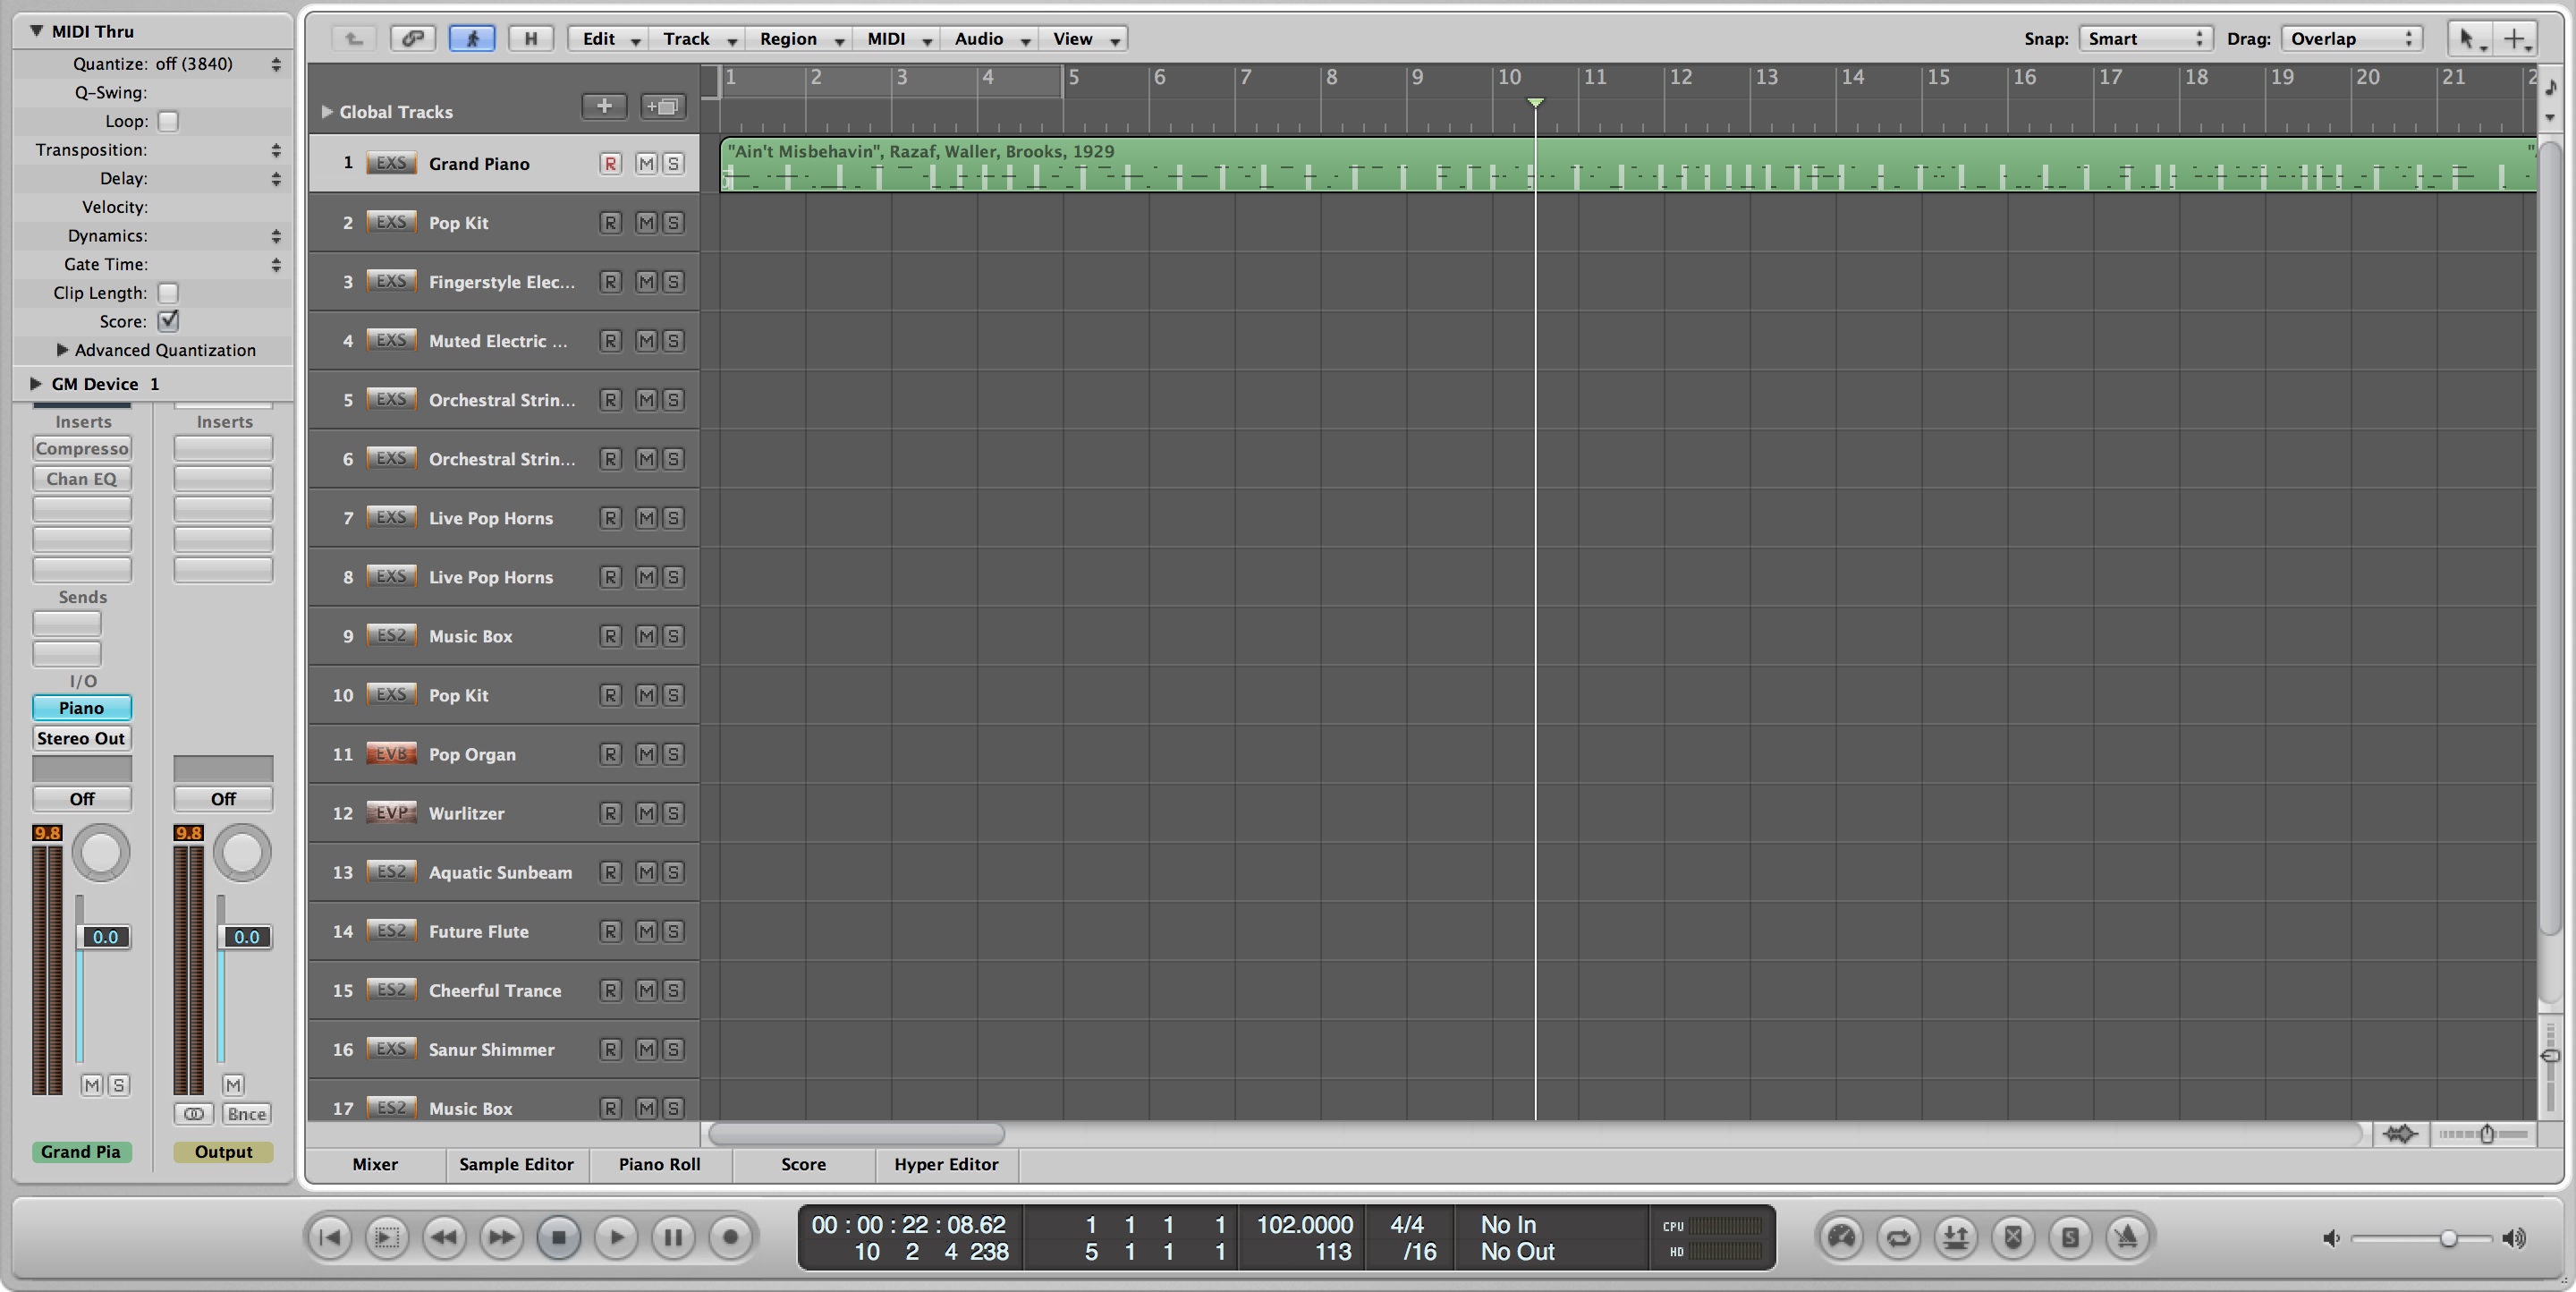 MIDI Thru
Quantize: off (3840)
Q-Swing:
Loop:
Transposition:
Delay:
Velocity:
Dynamics:
Gate Time:
Clip Length:
Score:
Advanced Quantization
GM Device 1
Inserts Inserts
Compresso
Chan EQ
Sends
I/O
Piano
Stereo Out
Off Off
9.8 9.8
0.0 0.0
M S M
Bnce
Grand Pia Output
H Edit Track Region MIDI Audio View Snap: Smart Drag: Overlap
1 2 3 4 5 6 7 8 9 10 11 12 13 14 15 16 17 18 19 20 21 2
Global Tracks
"Ain't Misbehavin", Razaf, Waller, Brooks, 1929
1 EXS Grand Piano R M S
2 EXS Pop Kit R M S
3 EXS Fingerstyle Elec... R M S
4 EXS Muted Electric ... R M S
5 EXS Orchestral Strin... R M S
6 EXS Orchestral Strin... R M S
7 EXS Live Pop Horns R M S
8 EXS Live Pop Horns R M S
9 ES2 Music Box R M S
10 EXS Pop Kit R M S
11 EVB Pop Organ R M S
12 EVP Wurlitzer R M S
13 ES2 Aquatic Sunbeam R M S
14 ES2 Future Flute R M S
15 ES2 Cheerful Trance R M S
16 EXS Sanur Shimmer R M S
17 ES2 Music Box R M S
Mixer Sample Editor Piano Roll Score Hyper Editor
00 : 00 : 22 : 08.62 1 1 1 1 102.0000 4/4 No In CPU
10 2 4 238 5 1 1 1 113 /16 No Out HD
S